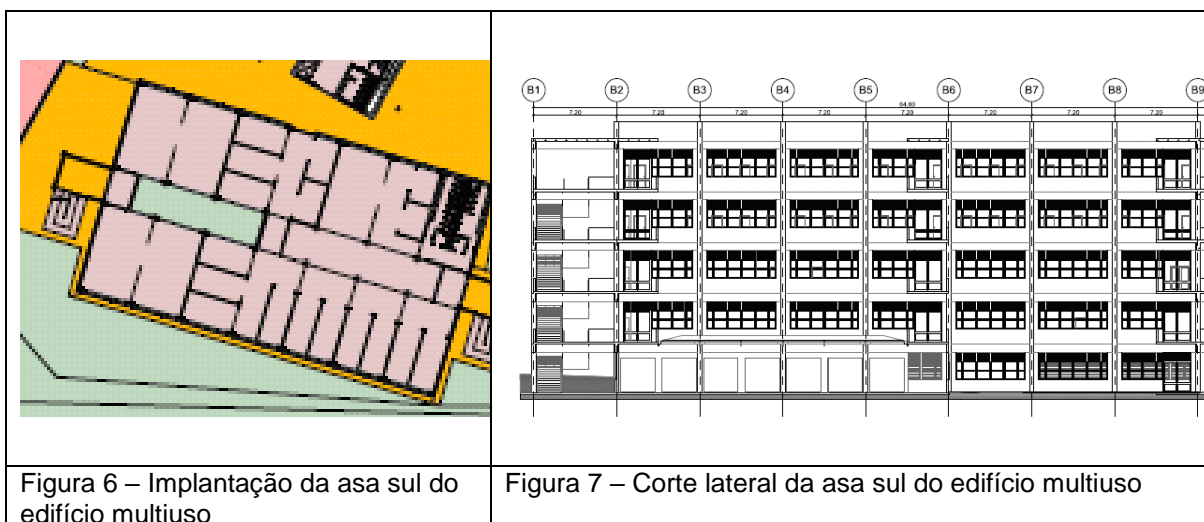 B1 B2 B3 B4 B5 B6 B7 B8 B9
64.60
7.20 7.20 7.20 7.20 7.20 7.20 7.20 7.20
Figura 6 – Implantação da asa sul do
edifício multiuso
Figura 7 – Corte lateral da asa sul do edifício multiuso